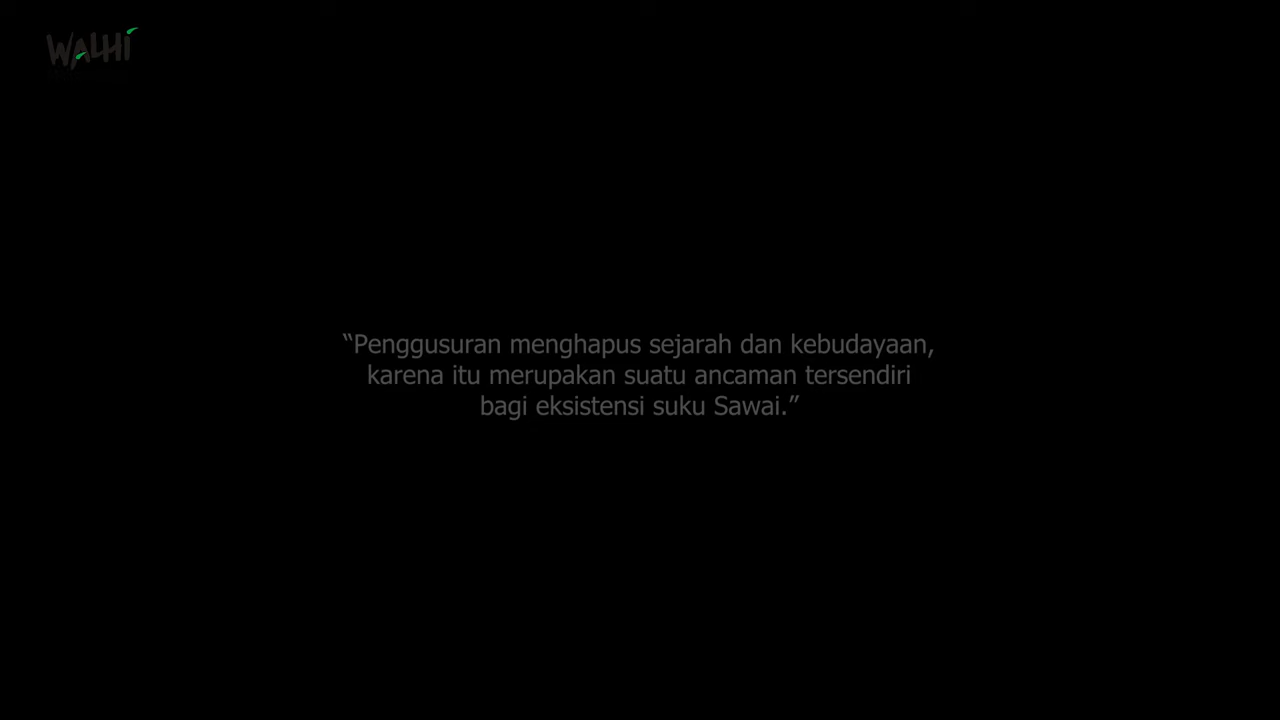 WALHI
“Penggusuran menghapus sejarah dan kebudayaan,
karena itu merupakan suatu ancaman tersendiri
bagi eksistensi suku Sawai.”